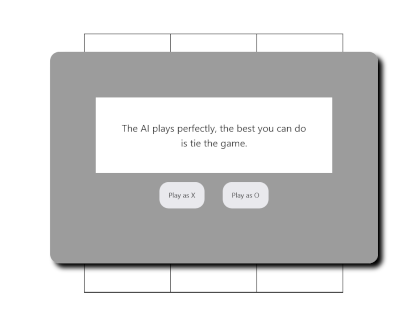 The AI plays perfectly, the best you can do
is tie the game.
Play as X
Play as O